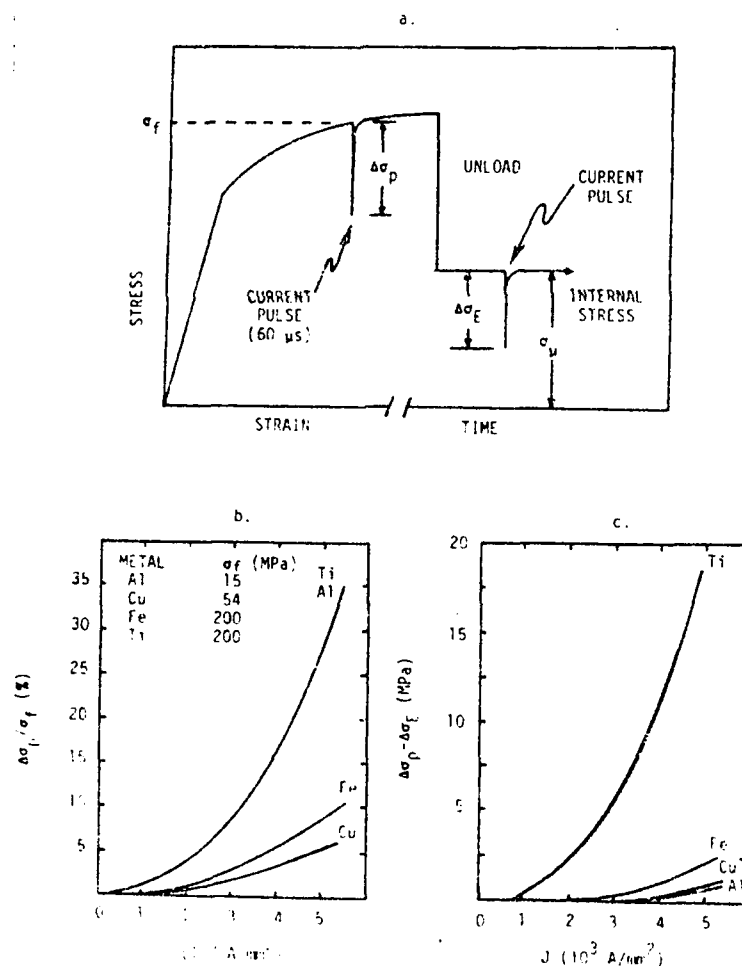 a.
σf
Δσp
UNLOAD
CURRENT
PULSE
CURRENT
PULSE
(60 μs)
ΔσE
INTERNAL
STRESS
σμ
STRESS
STRAIN
TIME
b.
METAL σf (MPa)
Al 15
Cu 54
Fe 200
Ti 200
Ti
Al
Fe
Cu
35
30
25
20
15
10
5
0 1 2 3 4 5
/σf (%)
A/mm²
c.
20
15
10
5
0 1 2 3 4 5
Δσp-ΔσE (MPa)
Ti
Fe
Cu
Al
J (10³ A/mm²)